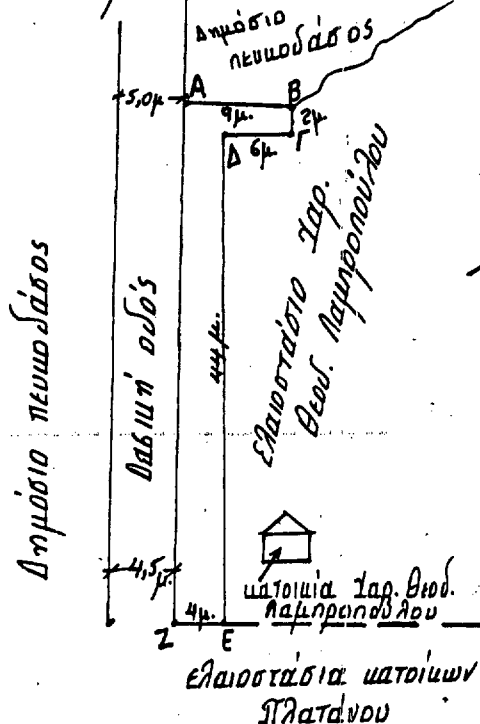 Δημόσιο
πευκοδάσος
5,0μ
Α
Β
9μ.
2μ
Δ
6μ.
Γ
Δημόσιο πευκοδάσος
Δασική οδός
44μ.
Ελαιοστάσιο Χαρ.
Θεοδ. Λαμπροπούλου
4,5
μ.
κατοικία Χαρ. Θεοδ.
Λαμπροπούλου
4μ.
Ζ
Ε
ελαιοστάσια κατοίκων
Πλατάνου